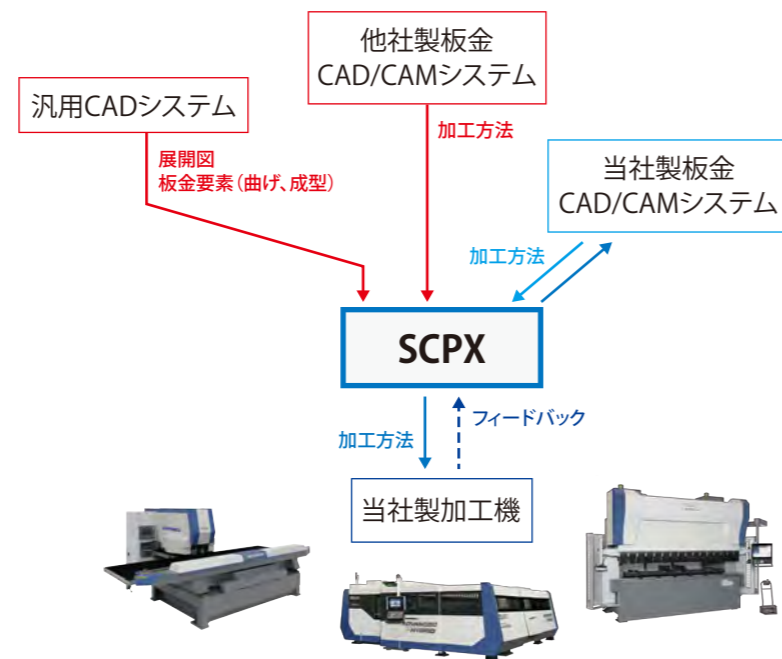 他社製板金
CAD/CAMシステム
汎用CADシステム
加工方法
展開図
板金要素（曲げ、成型）
当社製板金
CAD/CAMシステム
加工方法
SCPX
加工方法
フィードバック
当社製加工機